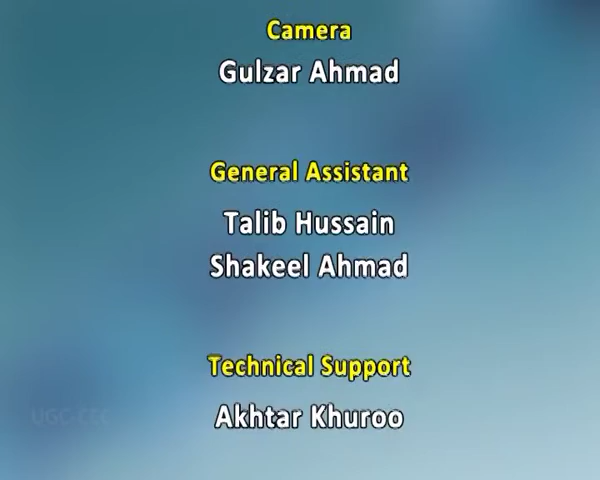 Camera
Gulzar Ahmad
General Assistant
Talib Hussain
Shakeel Ahmad
Technical Support
Akhtar Khuroo